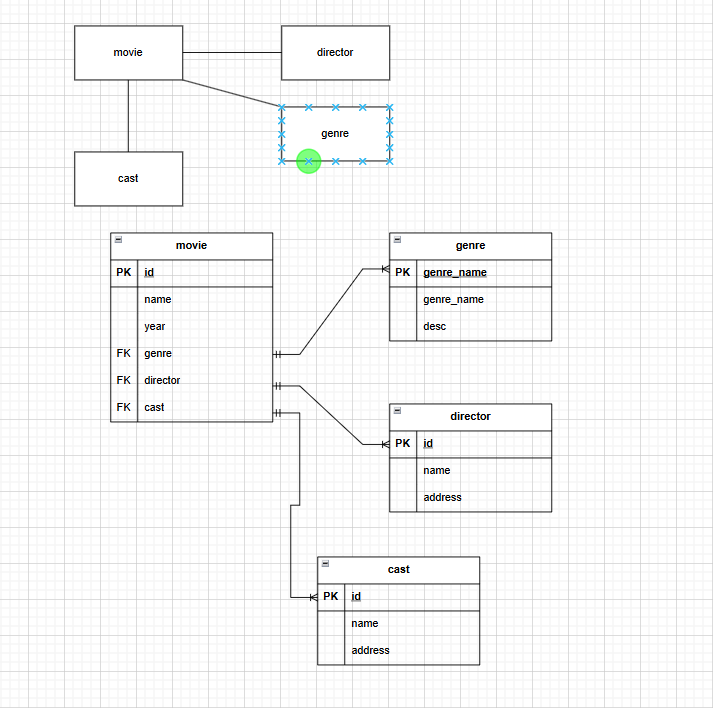 movie
director
genre
cast
movie
PK id
name
year
FK genre
FK director
FK cast
genre
PK genre_name
genre_name
desc
director
PK id
name
address
cast
PK id
name
address